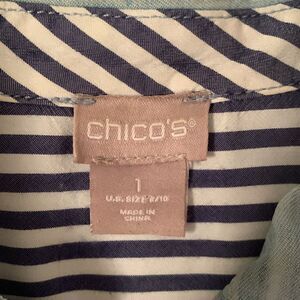 chico's®
1
U.S. SIZE 8/10
MADE IN
CHINA